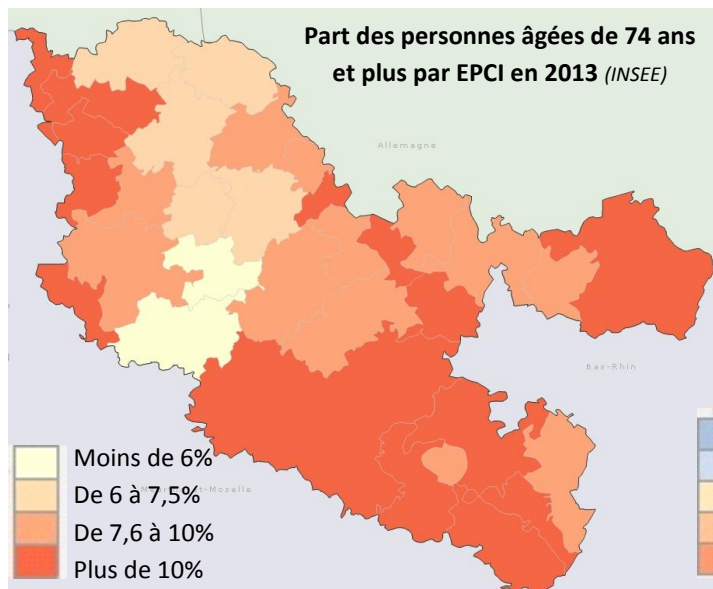 Part des personnes âgées de 74 ans
et plus par EPCI en 2013 (INSEE)
Allemagne
Bas-Rhin
Moins de 6%
De 6 à 7,5%
-Moselle
De 7,6 à 10%
Plus de 10%